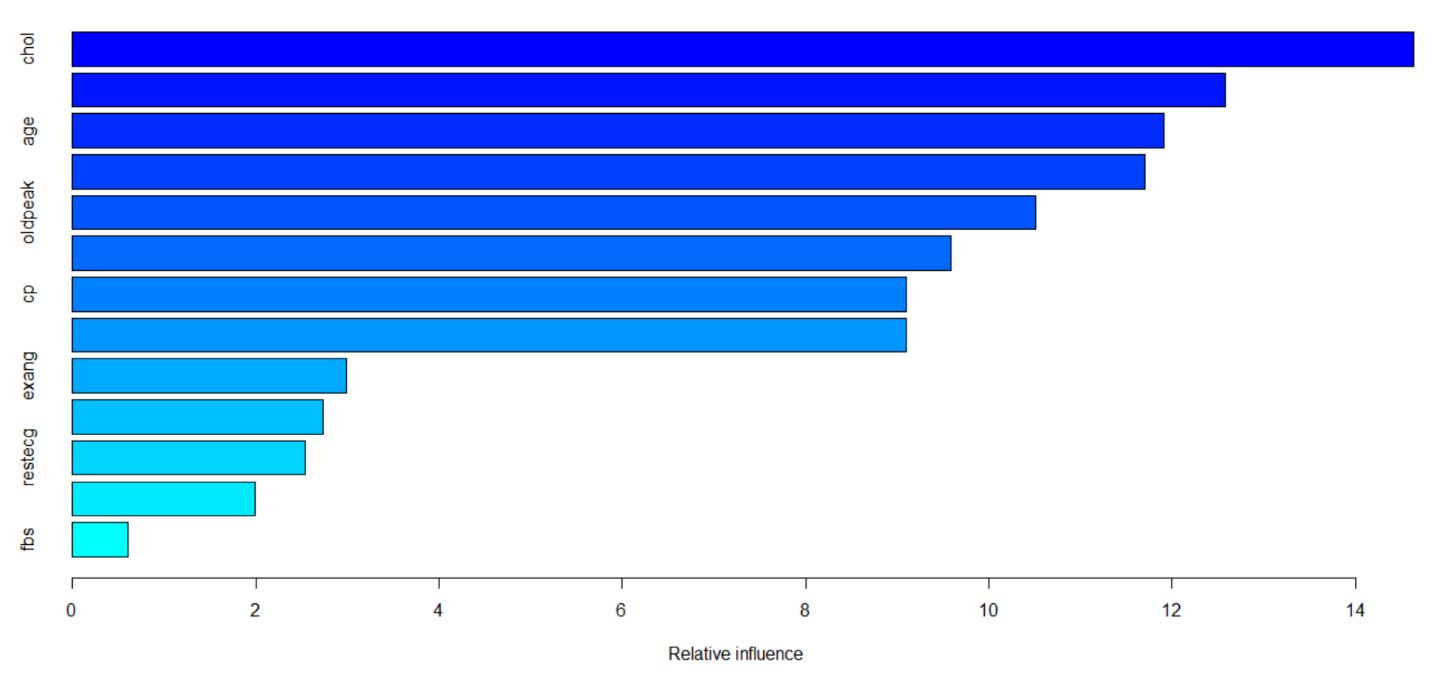 chol
age
oldpeak
cp
exang
restecg
fbs
0 2 4 6 8 10 12 14
Relative influence